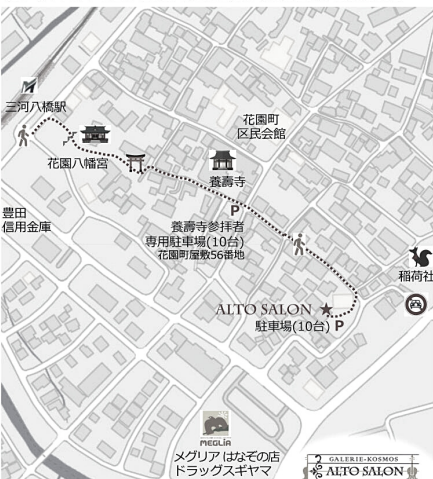 三河八橋駅
花園町
区民会館
花園八幡宮
養壽寺
豊田
信用金庫
P
養壽寺参拝者
専用駐車場(10台)
花園町屋敷56番地
稲荷社
ALTO SALON
駐車場(10台) P
MEGLiA
メグリア はなぞの店
ドラッグスギヤマ
GALERIE-KOSMOS
ALTO SALON